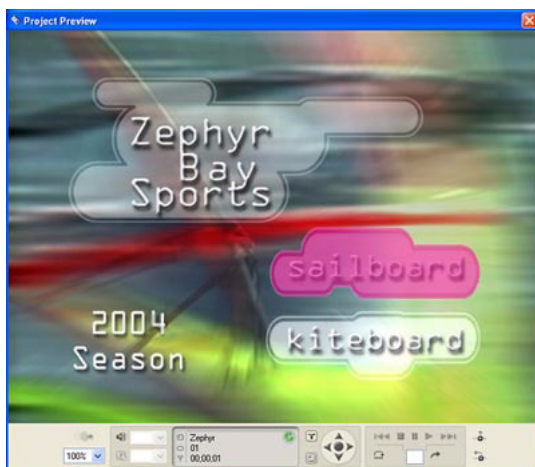 Project Preview
Zephyr
Bay
Sports
sailboard
2004
Season
kiteboard
100%
Zephyr
01
00;00;01